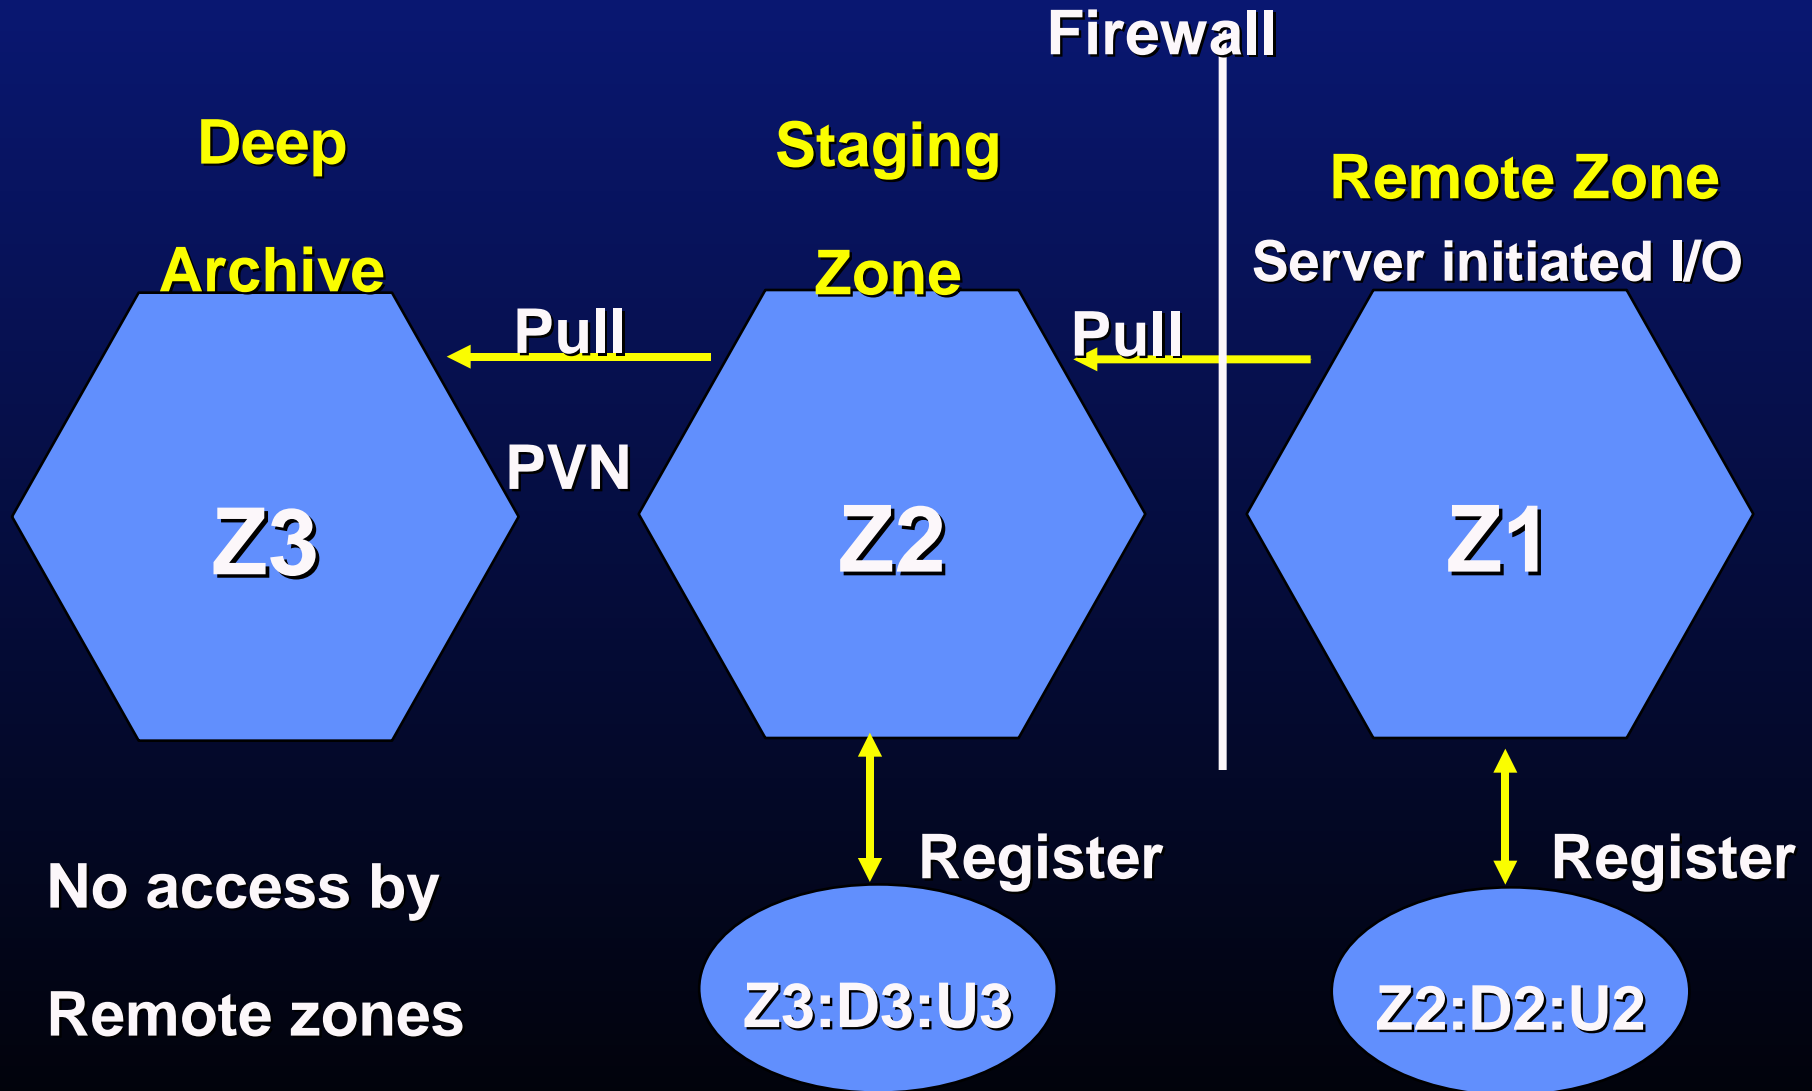 Firewall
Deep
Archive
Staging
Zone
Remote Zone
Server initiated I/O
Pull
Pull
PVN
Z3
Z2
Z1
Register
Register
No access by
Remote zones
Z3:D3:U3
Z2:D2:U2